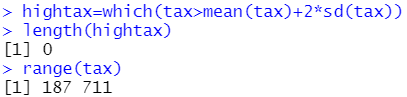 > hightax=which(tax>mean(tax)+2*sd(tax))
> length(hightax)
[1] 0
> range(tax)
[1] 187 711